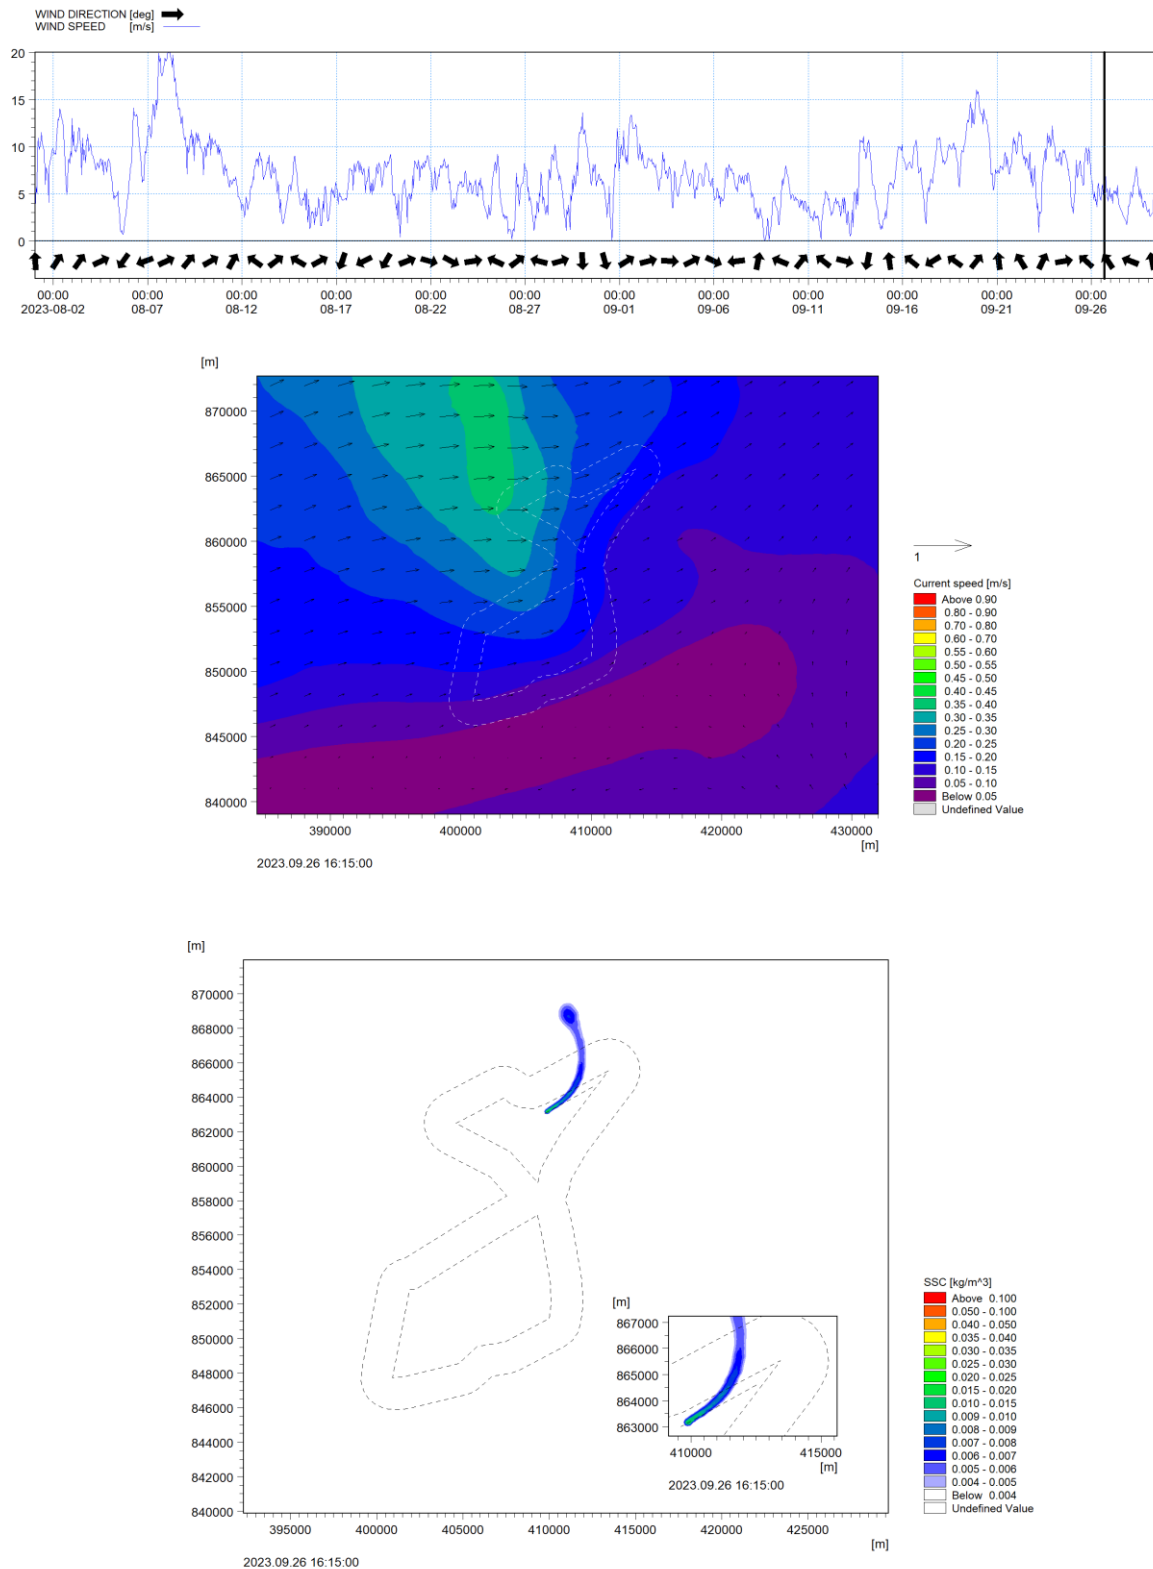 WIND DIRECTION [deg]
WIND SPEED [m/s]
20
15
10
5
0
00:00 00:00 00:00 00:00 00:00 00:00 00:00 00:00 00:00 00:00 00:00 00:00
2023-08-02 08-07 08-12 08-17 08-22 08-27 09-01 09-06 09-11 09-16 09-21 09-26
[m]
870000
865000
860000
855000
850000
845000
840000
390000 400000 410000 420000 430000
[m]
2023.09.26 16:15:00
1
Current speed [m/s]
Above 0.90
0.80 - 0.90
0.70 - 0.80
0.60 - 0.70
0.55 - 0.60
0.50 - 0.55
0.45 - 0.50
0.40 - 0.45
0.35 - 0.40
0.30 - 0.35
0.25 - 0.30
0.20 - 0.25
0.15 - 0.20
0.10 - 0.15
0.05 - 0.10
Below 0.05
Undefined Value
[m]
870000
868000
866000
864000
862000
860000
858000
856000
854000
852000
850000
848000
846000
844000
842000
840000
395000 400000 405000 410000 415000 420000 425000
[m]
2023.09.26 16:15:00
[m]
867000
866000
865000
864000
863000
410000 415000
[m]
2023.09.26 16:15:00
SSC [kg/m^3]
Above 0.100
0.050 - 0.100
0.040 - 0.050
0.035 - 0.040
0.030 - 0.035
0.025 - 0.030
0.020 - 0.025
0.015 - 0.020
0.010 - 0.015
0.009 - 0.010
0.008 - 0.009
0.007 - 0.008
0.006 - 0.007
0.005 - 0.006
0.004 - 0.005
Below 0.004
Undefined Value